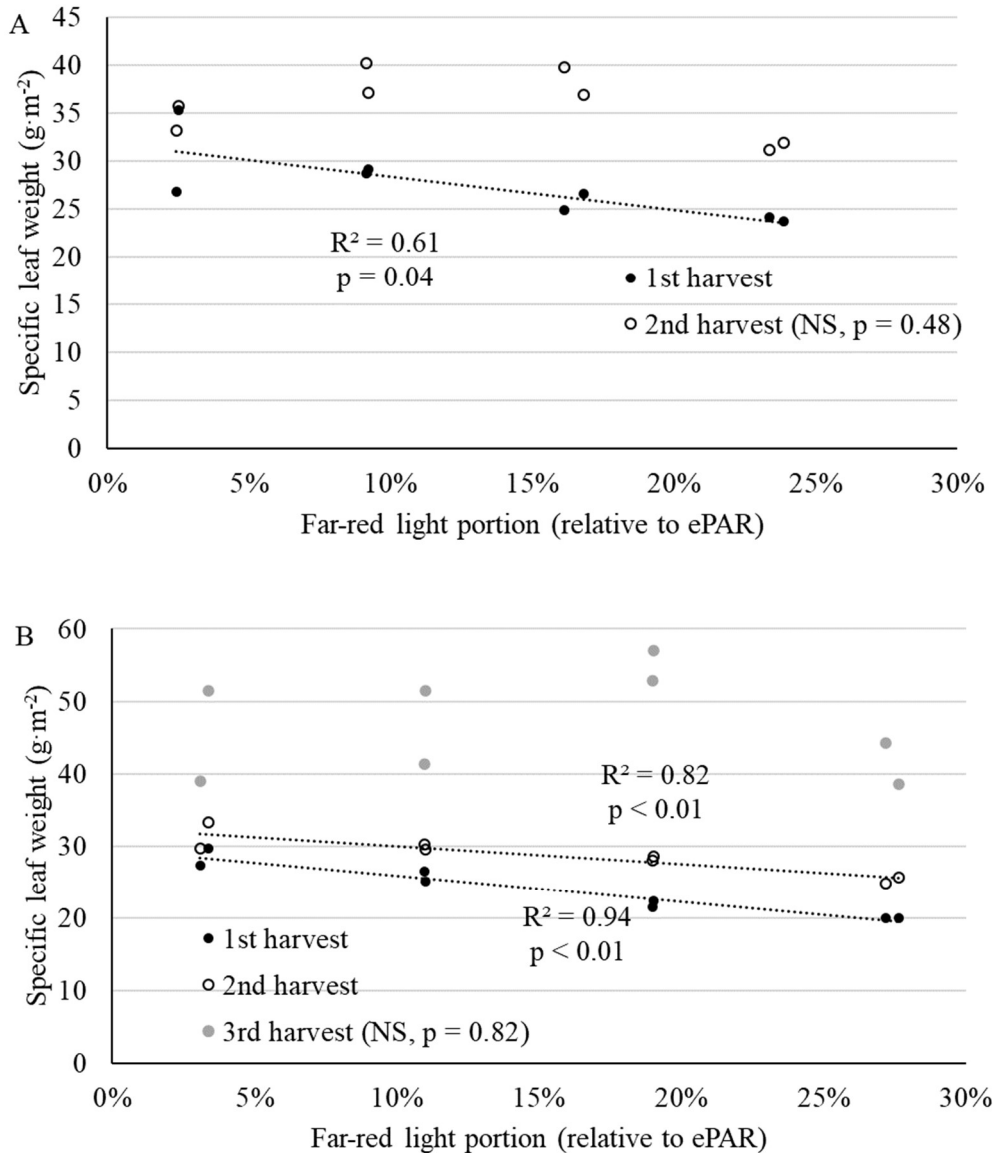 A
45
40
35
30
25
20
15
10
5
0
Specific leaf weight (g·m⁻²)
R² = 0.61
p = 0.04
1st harvest
2nd harvest (NS, p = 0.48)
0% 5% 10% 15% 20% 25% 30%
Far-red light portion (relative to ePAR)
B
60
50
40
30
20
10
0
Specific leaf weight (g·m⁻²)
R² = 0.82
p < 0.01
R² = 0.94
p < 0.01
1st harvest
2nd harvest
3rd harvest (NS, p = 0.82)
0% 5% 10% 15% 20% 25% 30%
Far-red light portion (relative to ePAR)